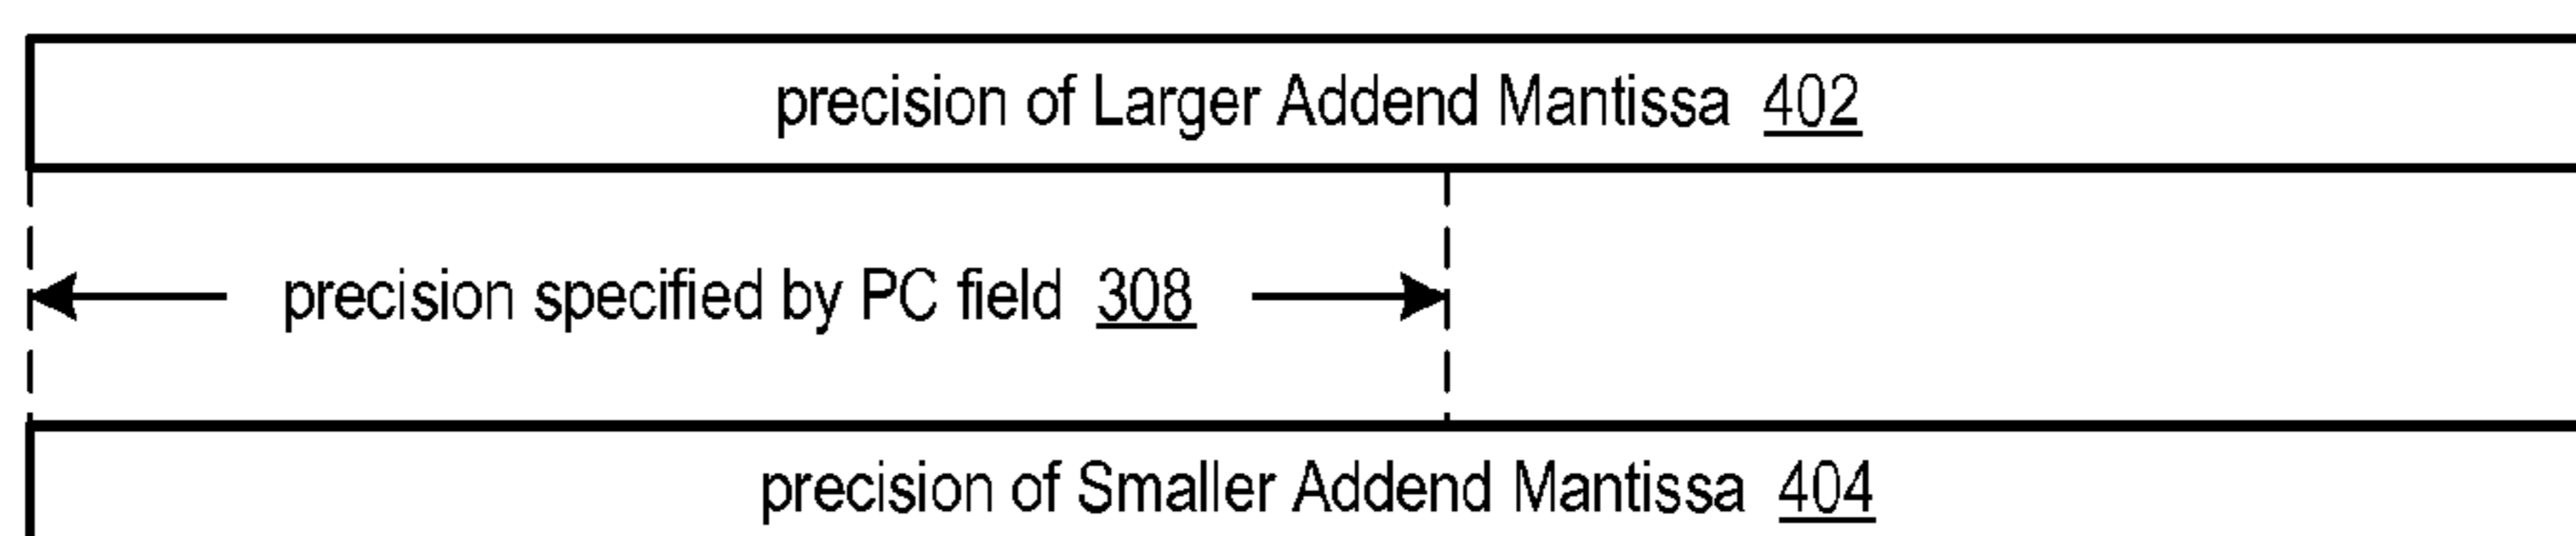 precision of Larger Addend Mantissa 402
precision specified by PC field 308
precision of Smaller Addend Mantissa 404